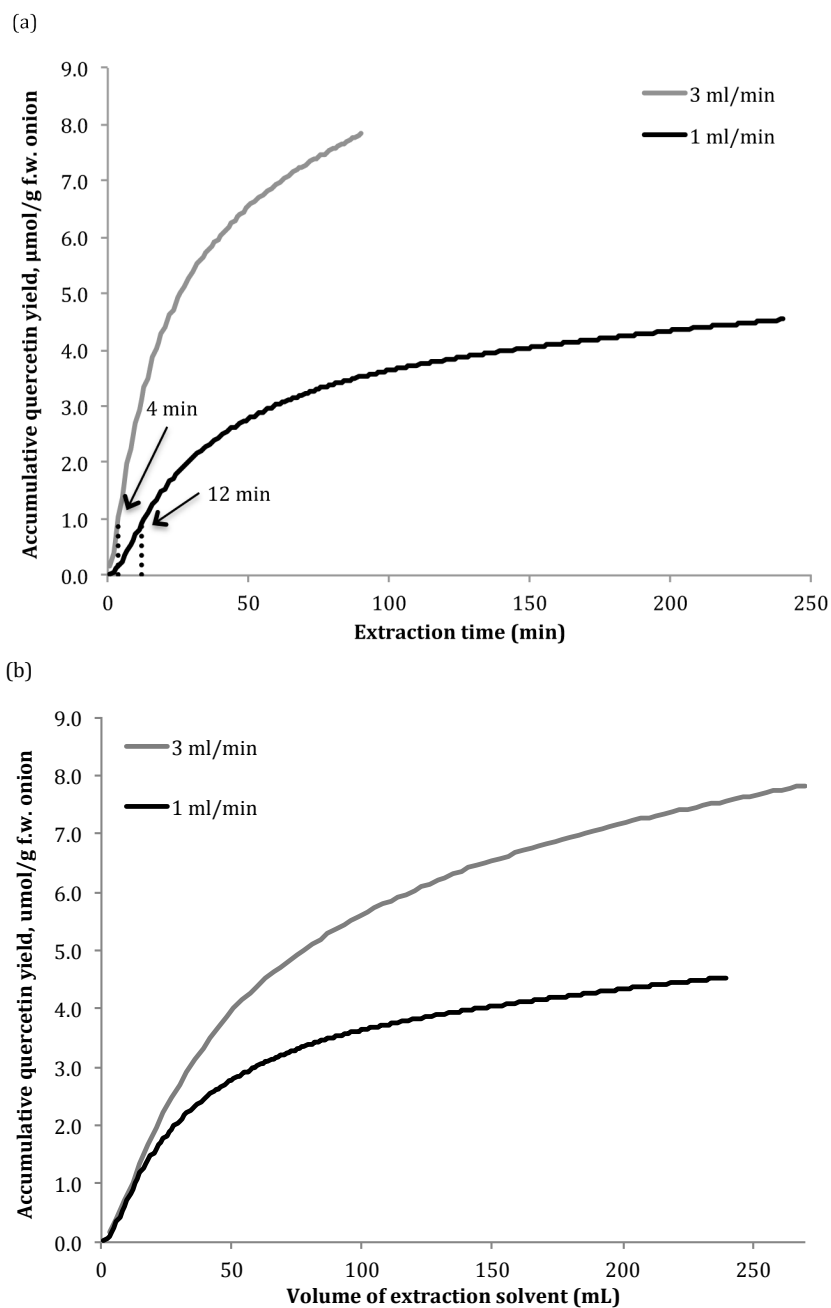 (a)
9.0
8.0
7.0
6.0
5.0
4.0
3.0
2.0
1.0
0.0
Accumulative quercetin yield, µmol/g f.w. onion
3 ml/min
1 ml/min
4 min
12 min
0 50 100 150 200 250
Extraction time (min)
(b)
9.0
8.0
7.0
6.0
5.0
4.0
3.0
2.0
1.0
0.0
Accumulative quercetin yield, umol/g f.w. onion
3 ml/min
1 ml/min
0 50 100 150 200 250
Volume of extraction solvent (mL)